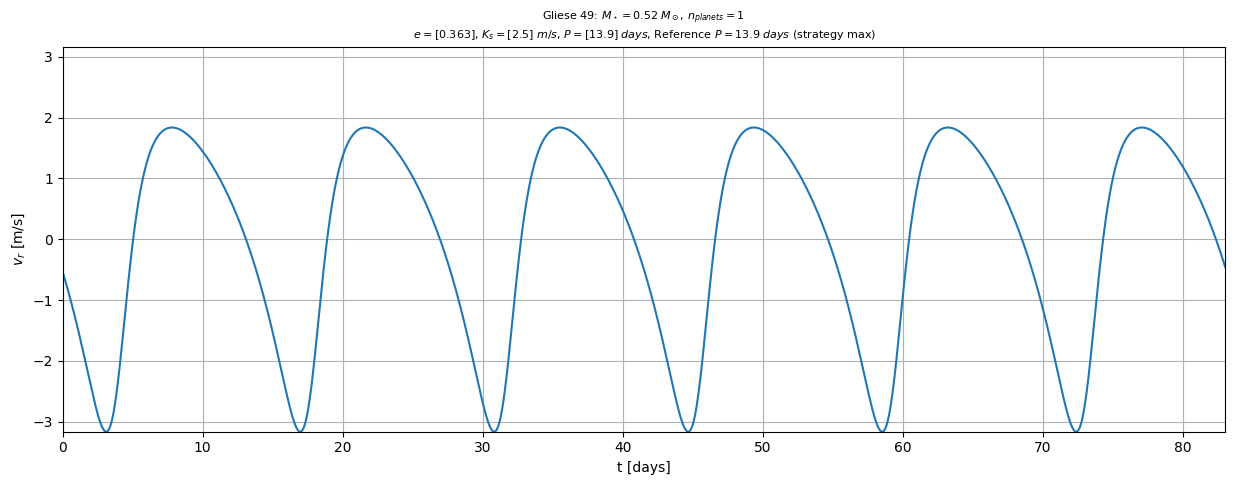 Gliese 49: $M_\star = 0.52\ M_\odot$, $n_{planets} = 1$
$e = [0.363]$, $K_s = [2.5]\ m/s$, $P = [13.9]\ days$, Reference $P = 13.9\ days$ (strategy max)
3
2
1
0
−1
−2
−3
$v_r$ [m/s]
0 10 20 30 40 50 60 70 80
t [days]